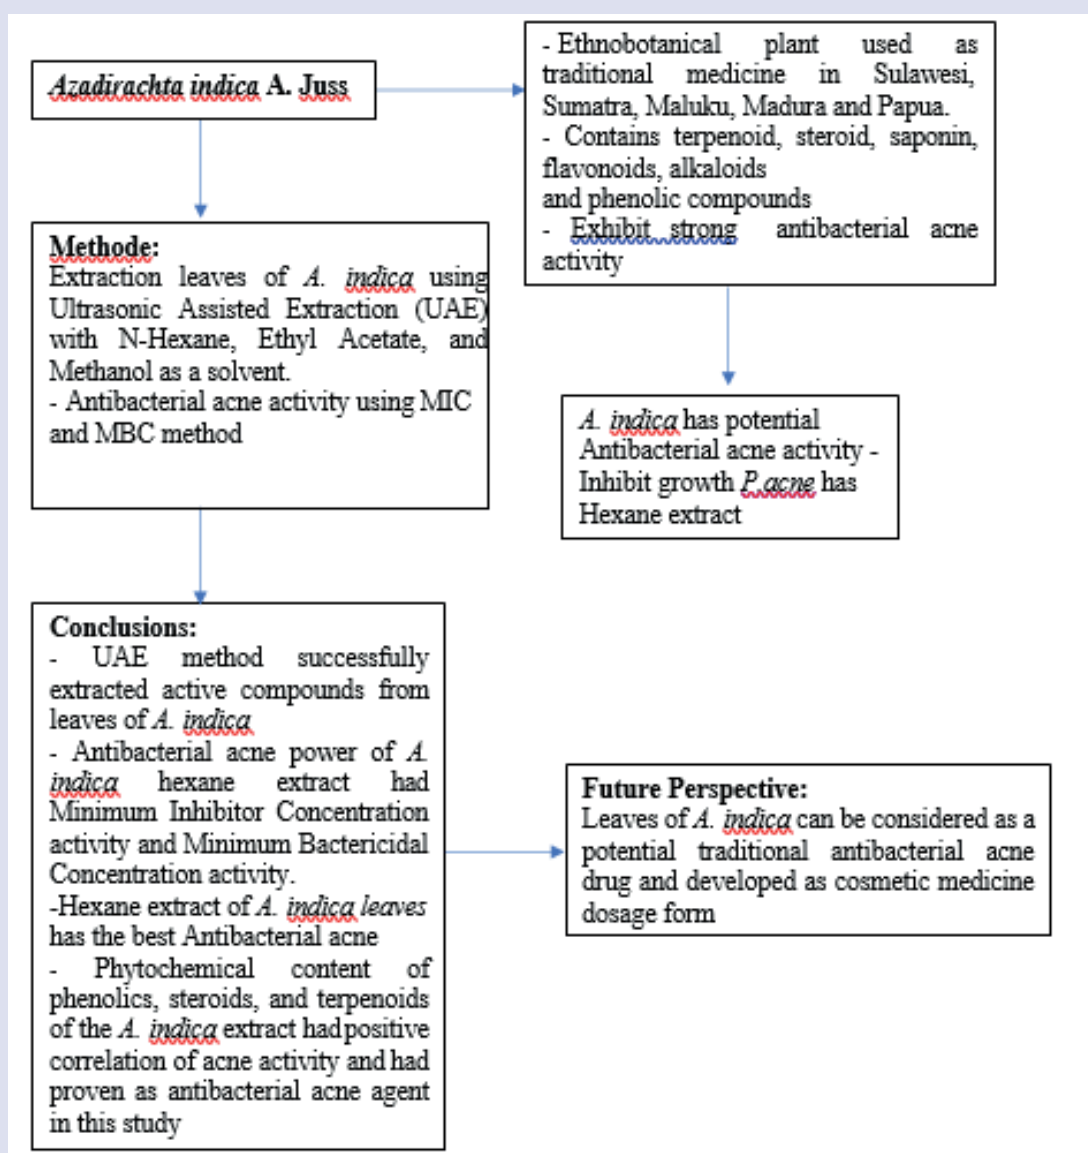 Azadirachta indica A. Juss
- Ethnobotanical plant used as
traditional medicine in Sulawesi,
Sumatra, Maluku, Madura and Papua.
- Contains terpenoid, steroid, saponin,
flavonoids, alkaloids
and phenolic compounds
- Exhibit strong antibacterial acne
activity
Methode:
Extraction leaves of A. indica using
Ultrasonic Assisted Extraction (UAE)
with N-Hexane, Ethyl Acetate, and
Methanol as a solvent.
- Antibacterial acne activity using MIC
and MBC method
A. indica has potential
Antibacterial acne activity -
Inhibit growth P.acne has
Hexane extract
Conclusions:
- UAE method successfully
extracted active compounds from
leaves of A. indica
- Antibacterial acne power of A.
indica hexane extract had
Minimum Inhibitor Concentration
activity and Minimum Bactericidal
Concentration activity.
-Hexane extract of A. indica leaves
has the best Antibacterial acne
- Phytochemical content of
phenolics, steroids, and terpenoids
of the A. indica extract had positive
correlation of acne activity and had
proven as antibacterial acne agent
in this study
Future Perspective:
Leaves of A. indica can be considered as a
potential traditional antibacterial acne
drug and developed as cosmetic medicine
dosage form